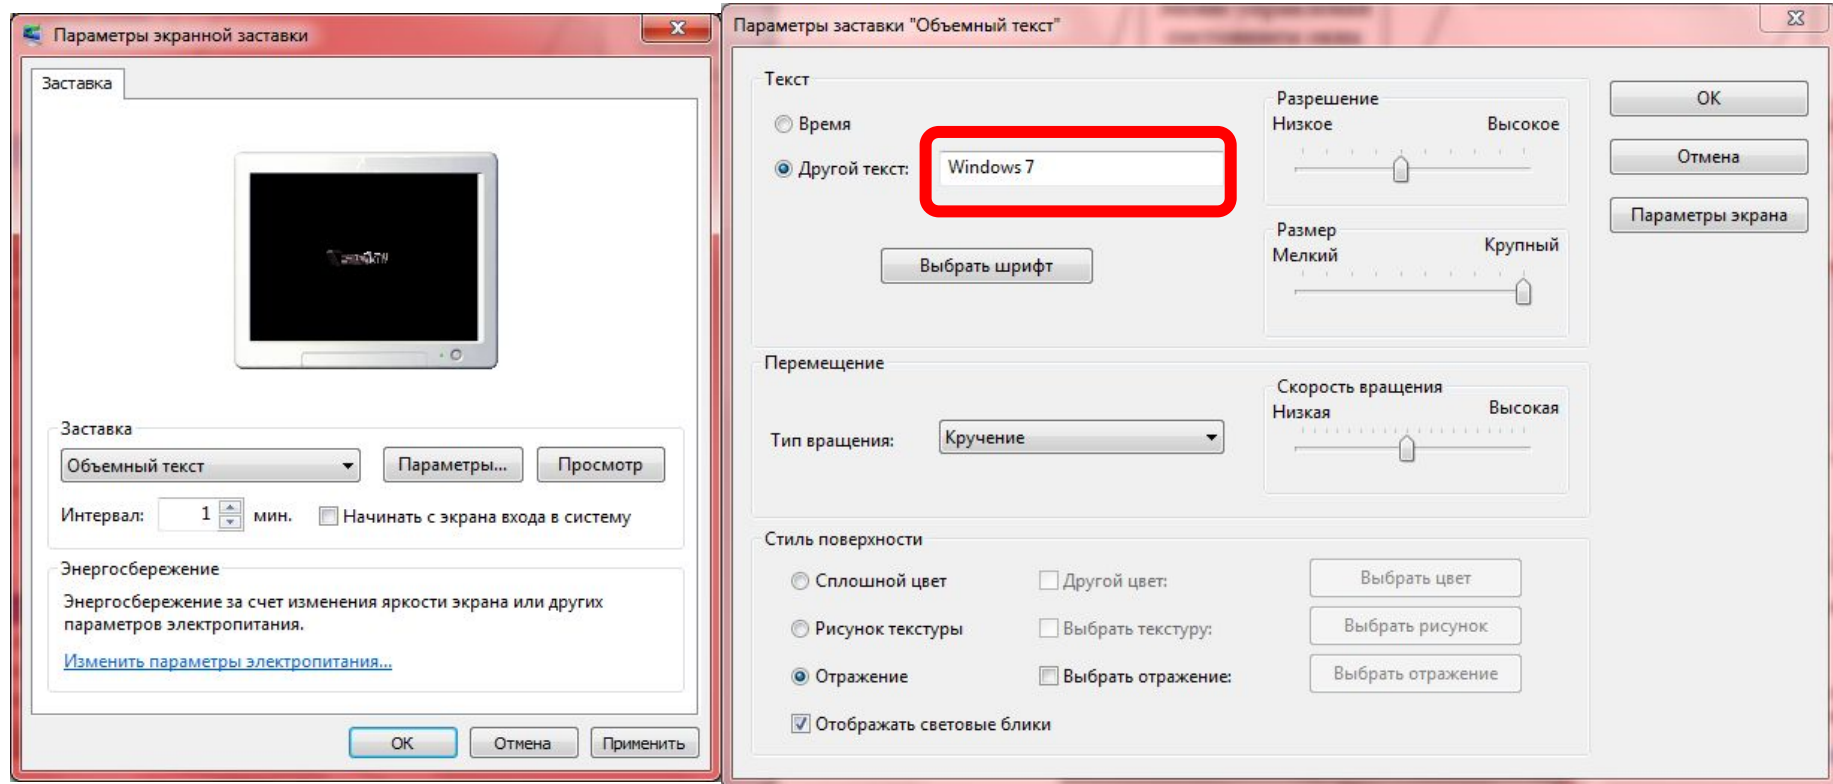 Параметры экранной заставки
Заставка
Заставка
Объемный текст
Параметры...
Просмотр
Интервал:
1
мин.
Начинать с экрана входа в систему
Энергосбережение
Энергосбережение за счет изменения яркости экрана или других
параметров электропитания.
Изменить параметры электропитания...
ОК
Отмена
Применить
Параметры заставки "Объемный текст"
Текст
Время
Другой текст:
Windows 7
Выбрать шрифт
Разрешение
Низкое
Высокое
Размер
Мелкий
Крупный
ОК
Отмена
Параметры экрана
Перемещение
Тип вращения:
Кручение
Скорость вращения
Низкая
Высокая
Стиль поверхности
Сплошной цвет
Другой цвет:
Выбрать цвет
Рисунок текстуры
Выбрать текстуру:
Выбрать рисунок
Отражение
Выбрать отражение:
Выбрать отражение
Отображать световые блики